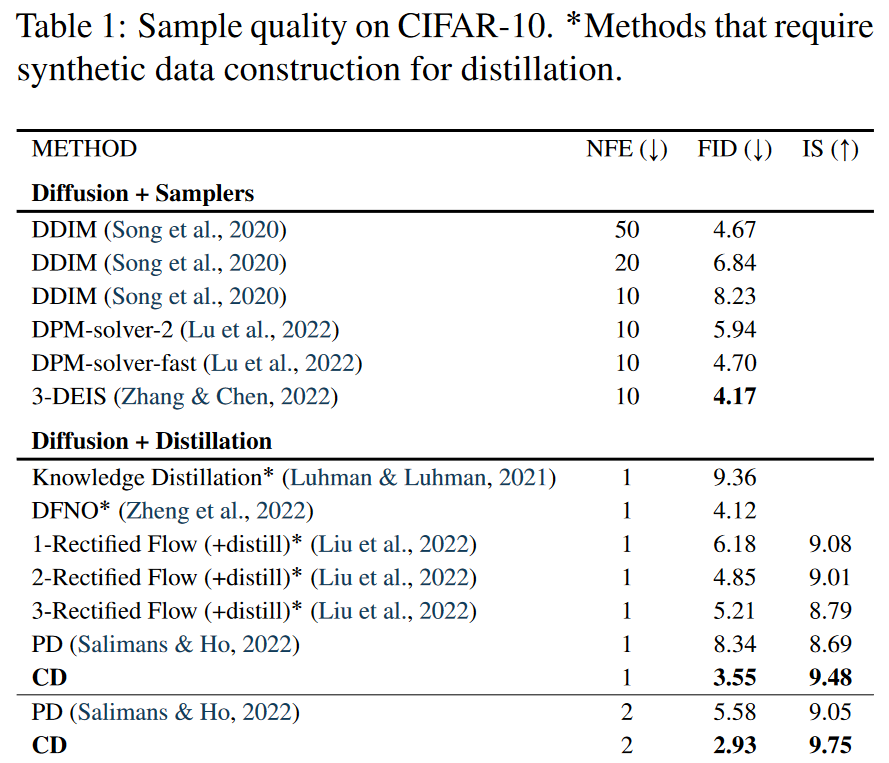 Table 1: Sample quality on CIFAR-10. *Methods that require
synthetic data construction for distillation.
METHOD NFE (↓) FID (↓) IS (↑)
Diffusion + Samplers
DDIM (Song et al., 2020) 50 4.67
DDIM (Song et al., 2020) 20 6.84
DDIM (Song et al., 2020) 10 8.23
DPM-solver-2 (Lu et al., 2022) 10 5.94
DPM-solver-fast (Lu et al., 2022) 10 4.70
3-DEIS (Zhang & Chen, 2022) 10 4.17
Diffusion + Distillation
Knowledge Distillation* (Luhman & Luhman, 2021) 1 9.36
DFNO* (Zheng et al., 2022) 1 4.12
1-Rectified Flow (+distill)* (Liu et al., 2022) 1 6.18 9.08
2-Rectified Flow (+distill)* (Liu et al., 2022) 1 4.85 9.01
3-Rectified Flow (+distill)* (Liu et al., 2022) 1 5.21 8.79
PD (Salimans & Ho, 2022) 1 8.34 8.69
CD 1 3.55 9.48
PD (Salimans & Ho, 2022) 2 5.58 9.05
CD 2 2.93 9.75